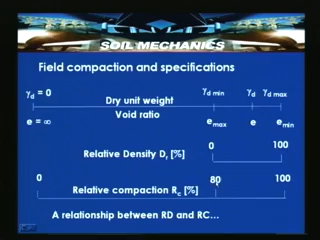 SOIL MECHANICS
Field compaction and specifications
γd = 0 γd min γd γd max
Dry unit weight
Void ratio
e = ∞ emax e emin
0 100
Relative Density Dr [%]
0 80 100
Relative compaction Rc [%]
A relationship between RD and RC...